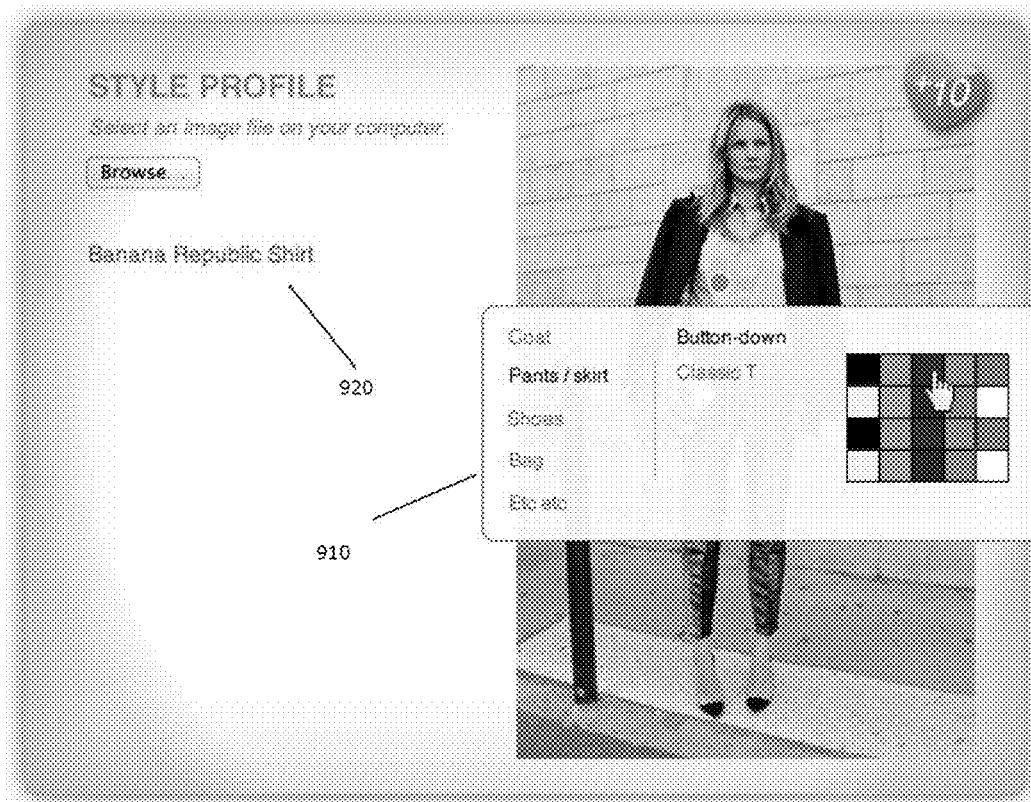 STYLE PROFILE
Select an image file on your computer.
Browse. . .
Banana Republic Shirt
920
910
Coat
Pants / skirt
Shoes
Bag
Etc etc
Button-down
Classic T